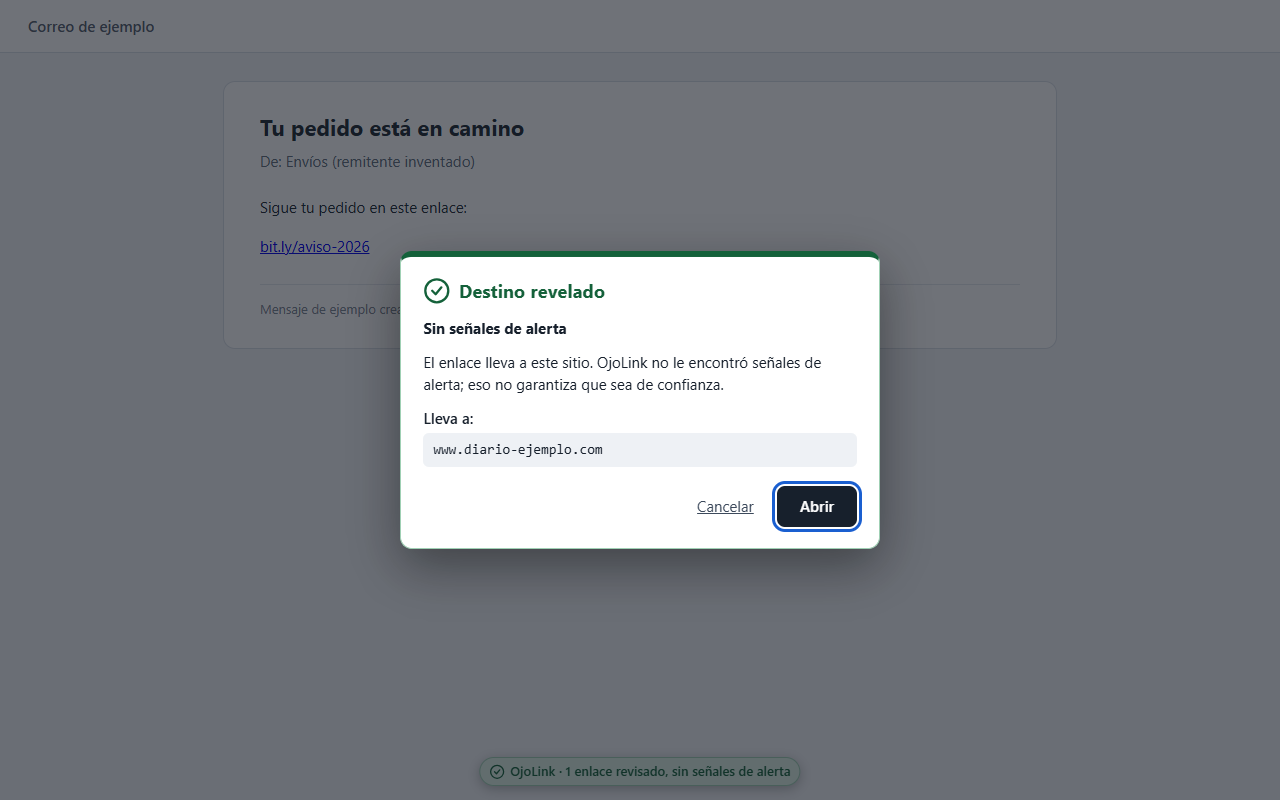 Correo de ejemplo
Tu pedido está en camino
De: Envíos (remitente inventado)
Sigue tu pedido en este enlace:
bit.ly/aviso-2026
Mensaje de ejemplo
Destino revelado
Sin señales de alerta
El enlace lleva a este sitio. OjoLink no le encontró señales de
alerta; eso no garantiza que sea de confianza.
Lleva a:
www.diario-ejemplo.com
Cancelar
Abrir
OjoLink · 1 enlace revisado, sin señales de alerta